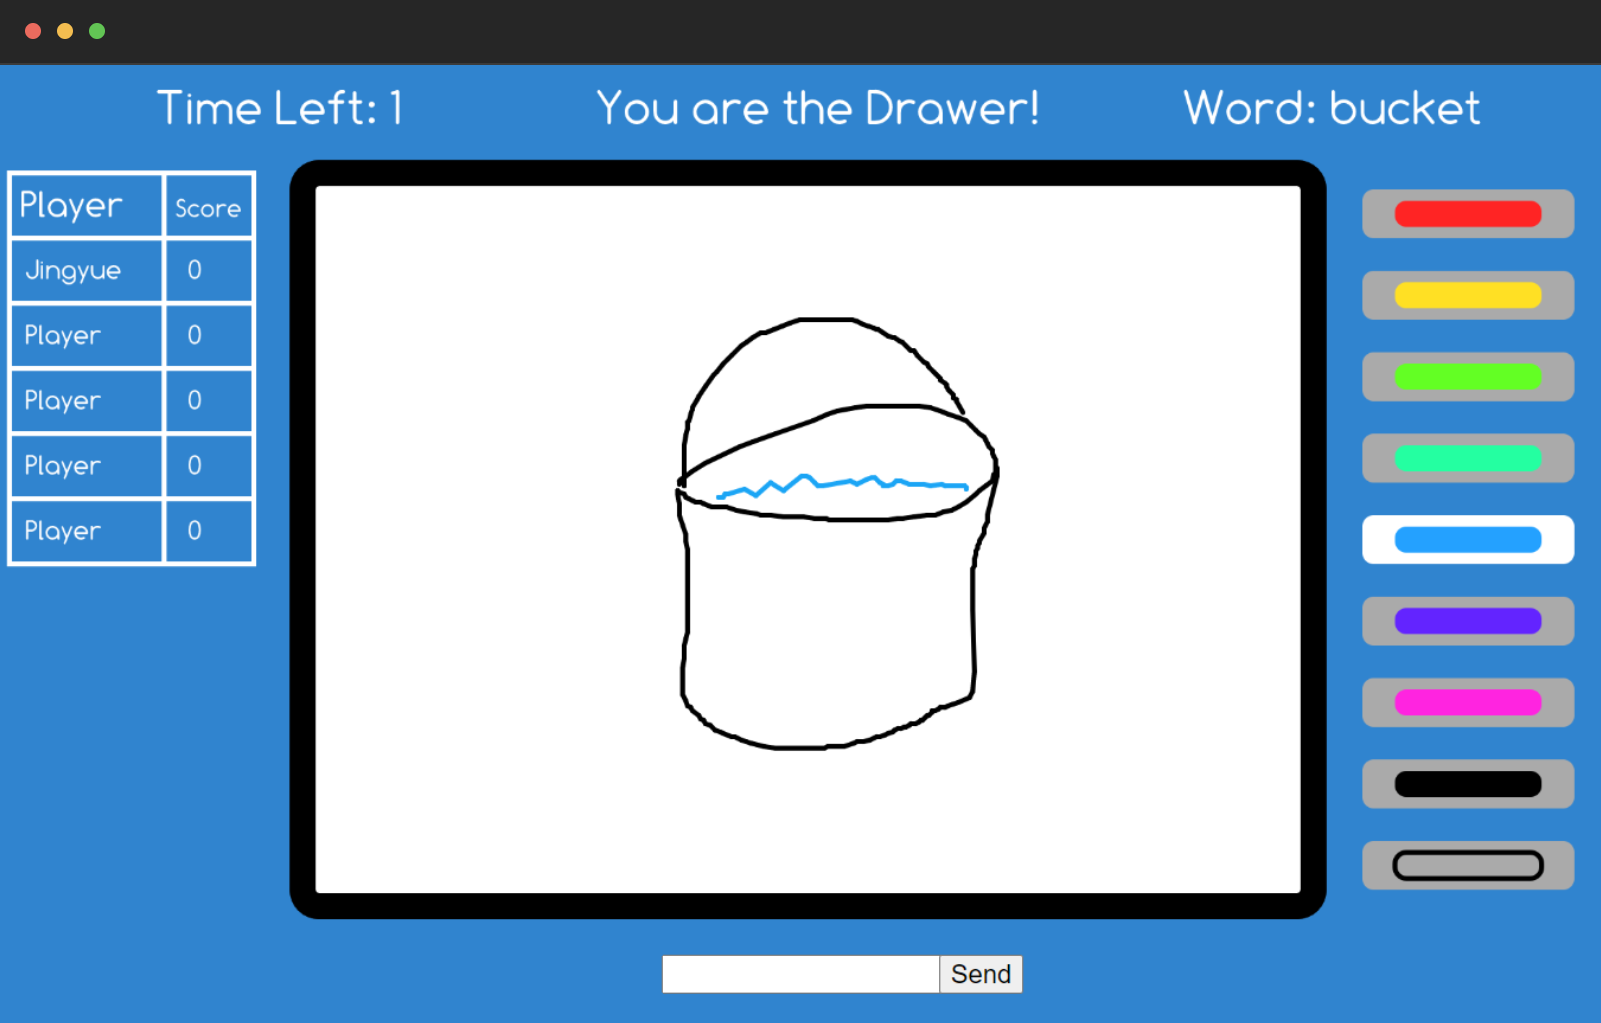 Time Left: 1
You are the Drawer!
Word: bucket
Player Score
Jingyue 0
Player 0
Player 0
Player 0
Player 0
Send